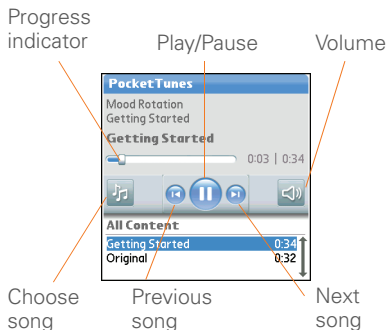 Progress
indicator
Play/Pause
Volume
PocketTunes
Mood Rotation
Getting Started
Getting Started
0:03 | 0:34
All Content
Getting Started 0:34
Original 0:32
Choose
song
Previous
song
Next
song